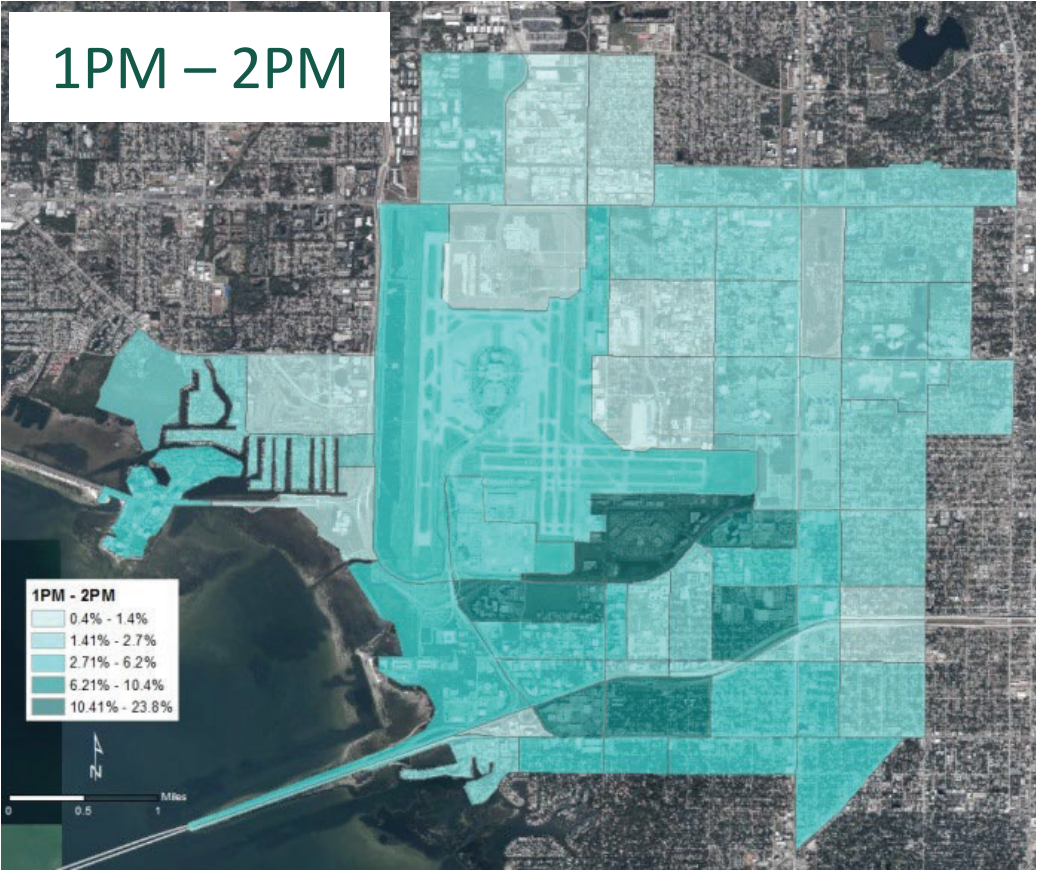 1PM – 2PM
1PM - 2PM
0.4% - 1.4%
1.41% - 2.7%
2.71% - 6.2%
6.21% - 10.4%
10.41% - 23.8%
N
Miles
0 0.5 1